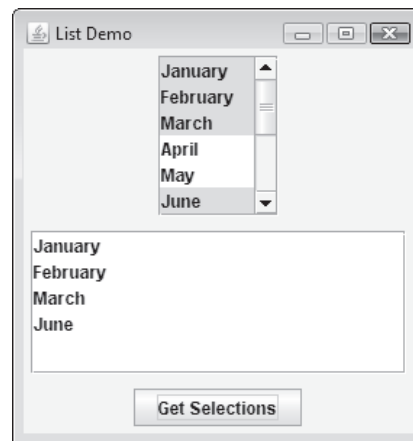 List Demo
January
February
March
April
May
June
January
February
March
June
Get Selections